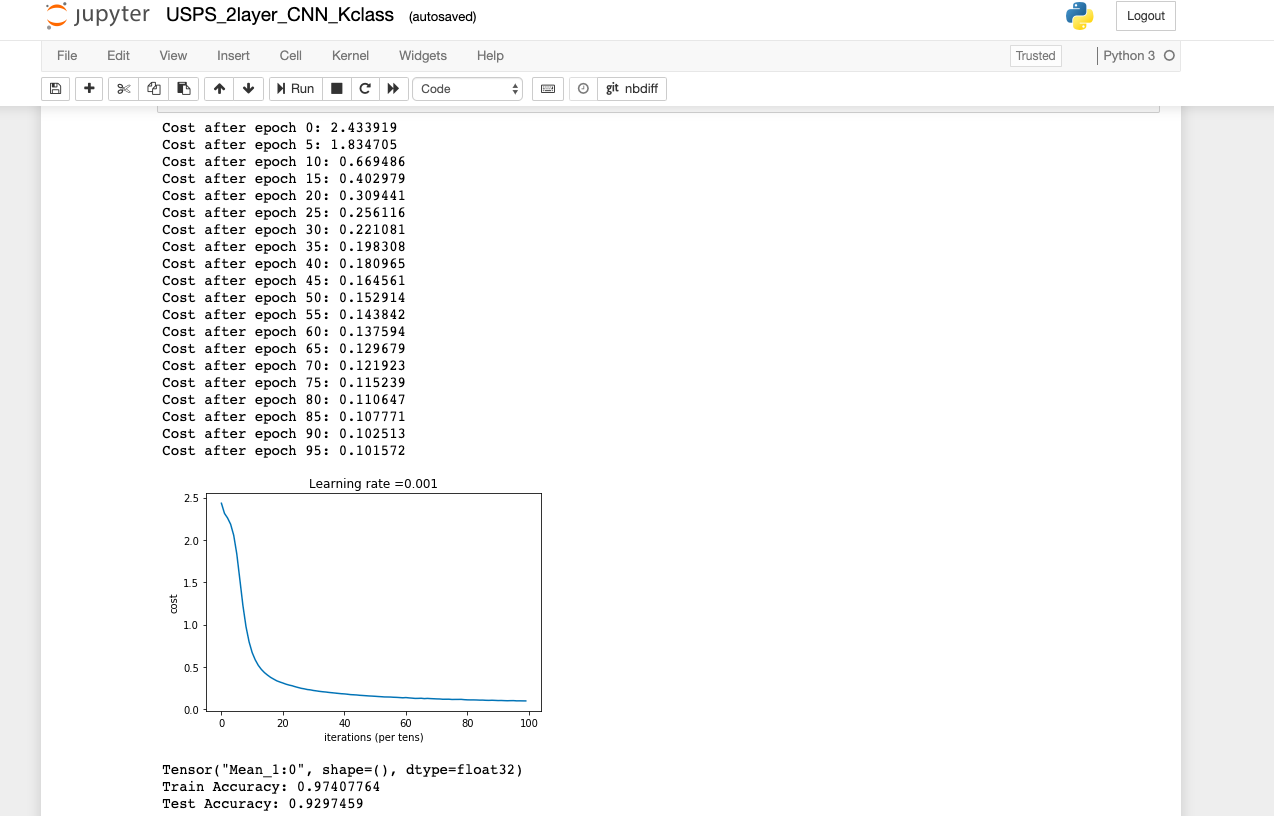 jupyter USPS_2layer_CNN_Kclass (autosaved) Logout
File Edit View Insert Cell Kernel Widgets Help Trusted Python 3
Run Code git nbdiff
Cost after epoch 0: 2.433919
Cost after epoch 5: 1.834705
Cost after epoch 10: 0.669486
Cost after epoch 15: 0.402979
Cost after epoch 20: 0.309441
Cost after epoch 25: 0.256116
Cost after epoch 30: 0.221081
Cost after epoch 35: 0.198308
Cost after epoch 40: 0.180965
Cost after epoch 45: 0.164561
Cost after epoch 50: 0.152914
Cost after epoch 55: 0.143842
Cost after epoch 60: 0.137594
Cost after epoch 65: 0.129679
Cost after epoch 70: 0.121923
Cost after epoch 75: 0.115239
Cost after epoch 80: 0.110647
Cost after epoch 85: 0.107771
Cost after epoch 90: 0.102513
Cost after epoch 95: 0.101572
Learning rate =0.001
2.5
2.0
1.5
cost
1.0
0.5
0.0
0 20 40 60 80 100
iterations (per tens)
Tensor("Mean_1:0", shape=(), dtype=float32)
Train Accuracy: 0.97407764
Test Accuracy: 0.9297459